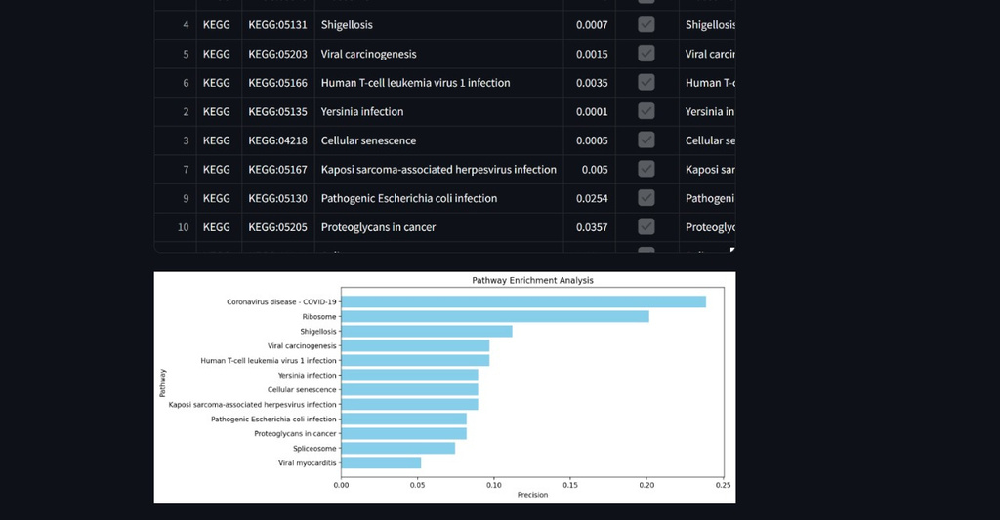 4 KEGG KEGG:05131 Shigellosis 0.0007 Shigellosis
5 KEGG KEGG:05203 Viral carcinogenesis 0.0015 Viral carcir
6 KEGG KEGG:05166 Human T-cell leukemia virus 1 infection 0.0035 Human T-c
2 KEGG KEGG:05135 Yersinia infection 0.0001 Yersinia in
3 KEGG KEGG:04218 Cellular senescence 0.0005 Cellular se
7 KEGG KEGG:05167 Kaposi sarcoma-associated herpesvirus infection 0.005 Kaposi sar
9 KEGG KEGG:05130 Pathogenic Escherichia coli infection 0.0254 Pathogeni
10 KEGG KEGG:05205 Proteoglycans in cancer 0.0357 Proteoglyc
Pathway Enrichment Analysis
Pathway
Coronavirus disease - COVID-19
Ribosome
Shigellosis
Viral carcinogenesis
Human T-cell leukemia virus 1 infection
Yersinia infection
Cellular senescence
Kaposi sarcoma-associated herpesvirus infection
Pathogenic Escherichia coli infection
Proteoglycans in cancer
Spliceosome
Viral myocarditis
0.00 0.05 0.10 0.15 0.20 0.25
Precision